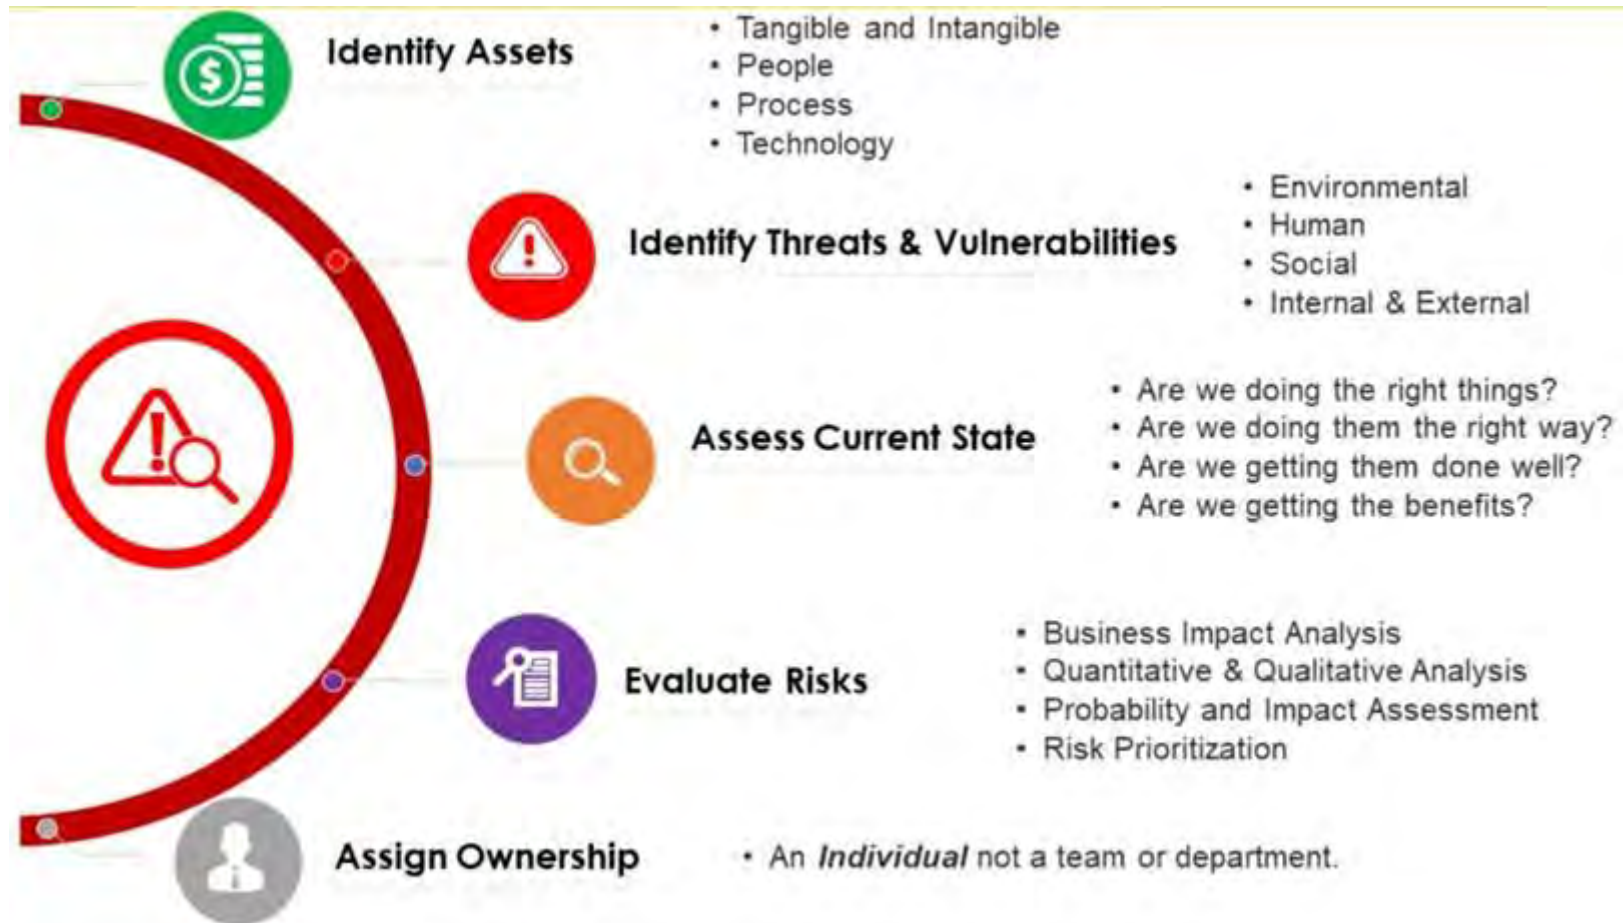 Identify Assets
• Tangible and Intangible
• People
• Process
• Technology
Identify Threats & Vulnerabilities
• Environmental
• Human
• Social
• Internal & External
Assess Current State
• Are we doing the right things?
• Are we doing them the right way?
• Are we getting them done well?
• Are we getting the benefits?
Evaluate Risks
• Business Impact Analysis
• Quantitative & Qualitative Analysis
• Probability and Impact Assessment
• Risk Prioritization
Assign Ownership
• An Individual not a team or department.